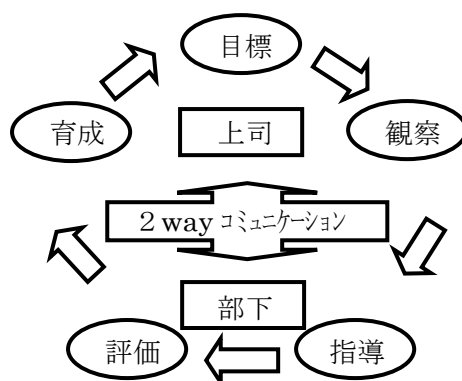 目標
育成
上司
観察
2 way コミュニケーション
部下
評価
指導